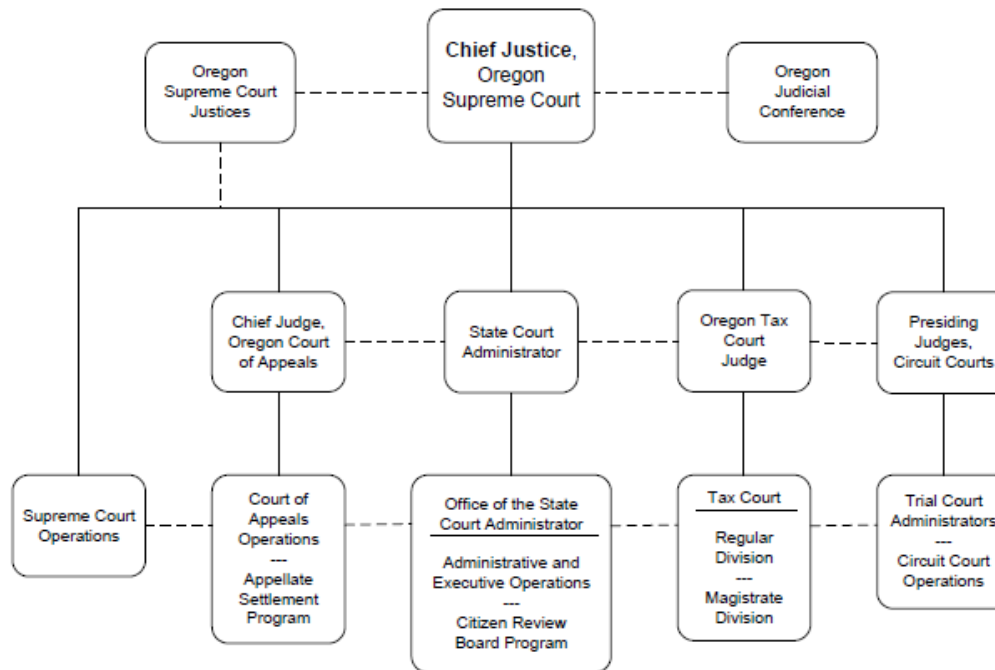 Oregon
Supreme Court
Justices
Chief Justice,
Oregon
Supreme Court
Oregon
Judicial
Conference
Chief Judge,
Oregon Court
of Appeals
State Court
Administrator
Oregon Tax
Court
Judge
Presiding
Judges,
Circuit Courts
Supreme Court
Operations
Court of
Appeals
Operations
---
Appellate
Settlement
Program
Office of the State
Court Administrator
Administrative and
Executive Operations
---
Citizen Review
Board Program
Tax Court
Regular
Division
---
Magistrate
Division
Trial Court
Administrators
---
Circuit Court
Operations